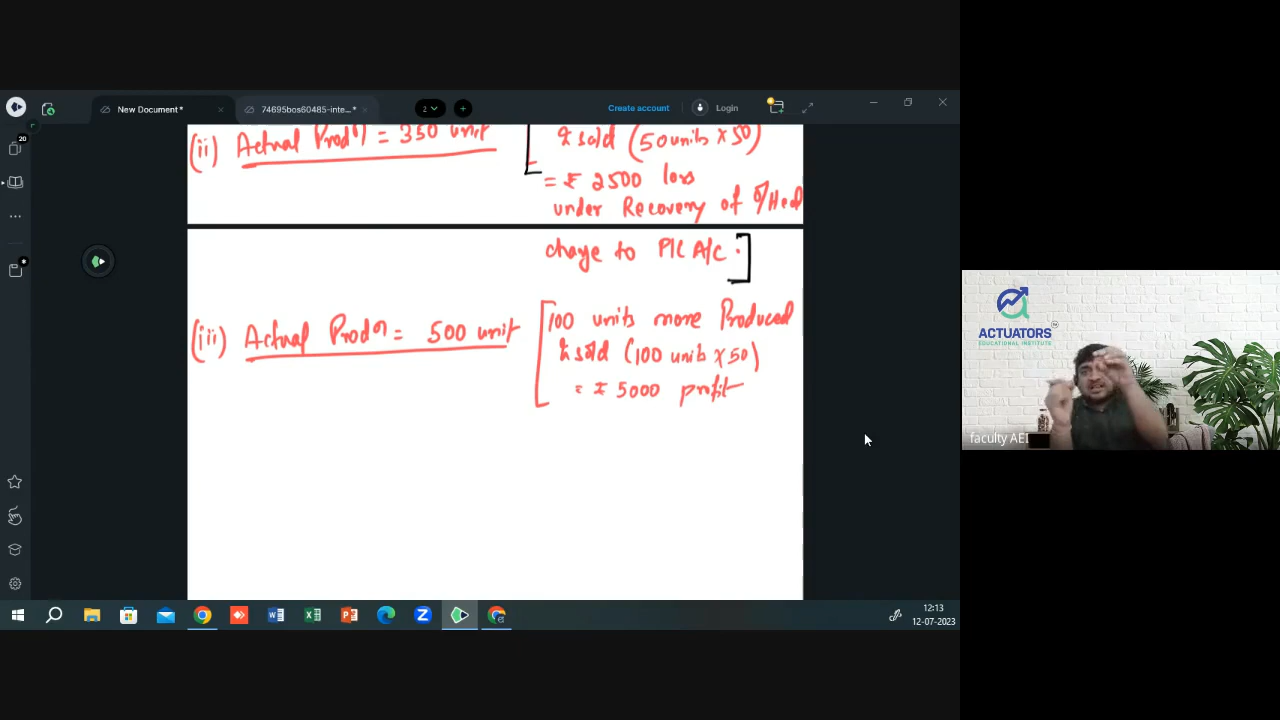 New Document*
74695bos60485-inte...*
2
Create account
Login
20
(ii) Actual Prodⁿ = 350 unit
& sold (50 units x 50)
= ₹ 2500 loss
under Recovery of O/Head
charge to P/L A/C.
(iii) Actual Prodⁿ = 500 unit
100 units more Produced
& sold (100 units x 50)
= ₹ 5000 profit
ACTUATORS
EDUCATIONAL INSTITUTE
faculty AEI
12:13
12-07-2023